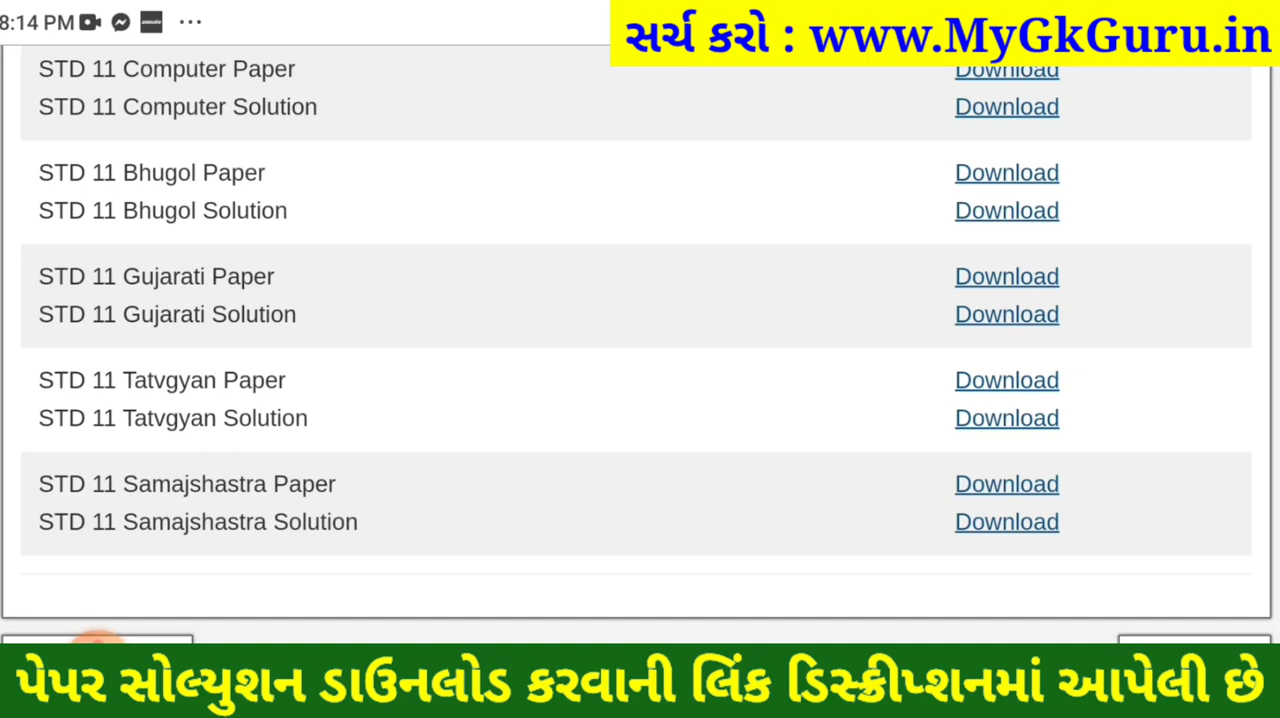 8:14 PM
સર્ચ કરો : www.MyGkGuru.in
STD 11 Computer Paper Download
STD 11 Computer Solution Download
STD 11 Bhugol Paper Download
STD 11 Bhugol Solution Download
STD 11 Gujarati Paper Download
STD 11 Gujarati Solution Download
STD 11 Tatvgyan Paper Download
STD 11 Tatvgyan Solution Download
STD 11 Samajshastra Paper Download
STD 11 Samajshastra Solution Download
પેપર સોલ્યુશન ડાઉનલોડ કરવાની લિંક ડિસ્ક્રીપ્શનમાં આપેલી છે